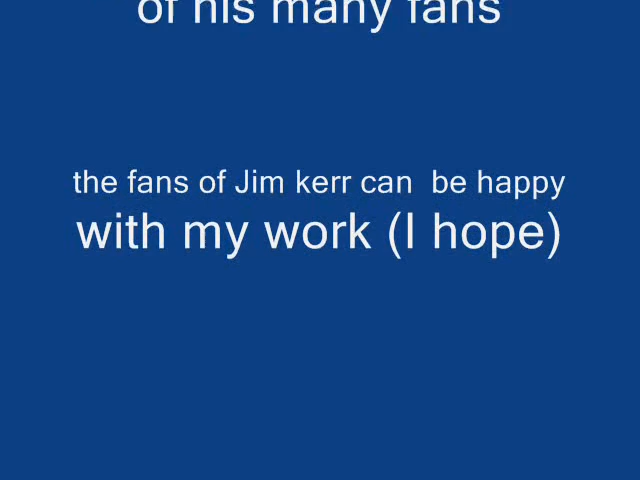 of his many fans
the fans of Jim kerr can  be happy
with my work (I hope)